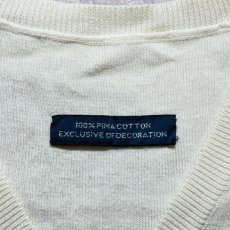 100% PIMA COTTON
EXCLUSIVE OF DECORATION